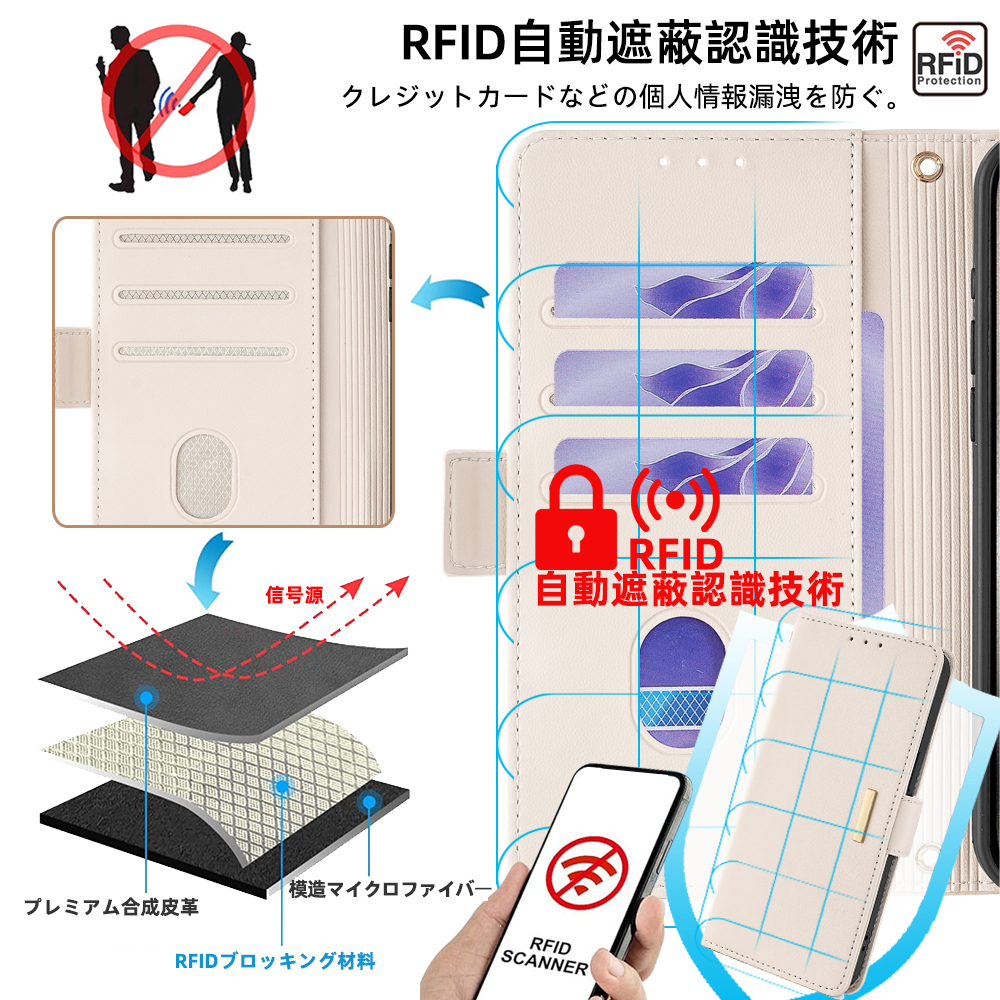 RFID自動遮蔽認識技術
RFiD
Protection
クレジットカードなどの個人情報漏洩を防ぐ。
RFID
自動遮蔽認識技術
信号源
模造マイクロファイバー
プレミアム合成皮革
RFIDブロッキング材料
RFID
SCANNER